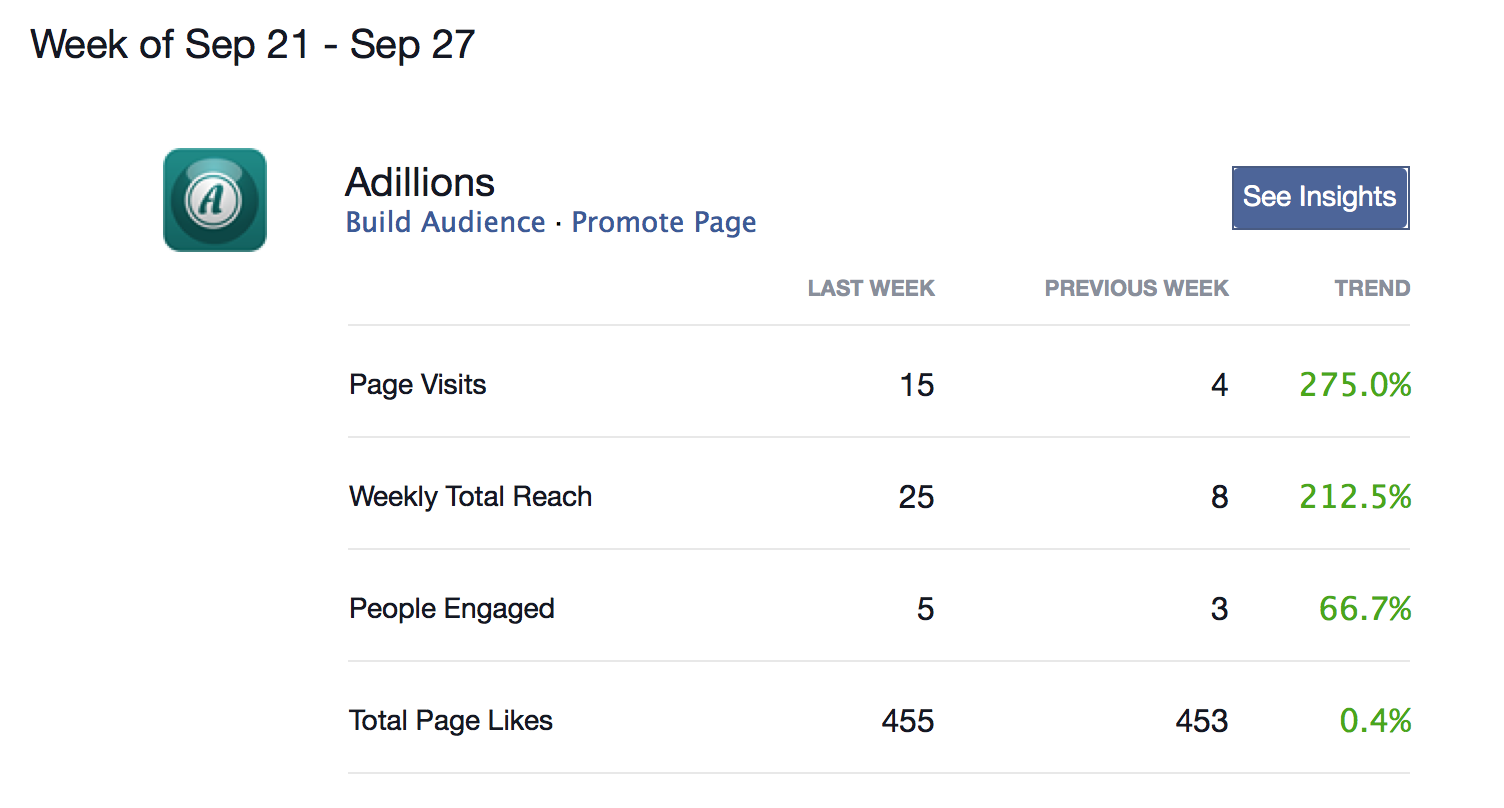 Week of Sep 21 - Sep 27
A
Adillions
See Insights
Build Audience · Promote Page
LAST WEEK PREVIOUS WEEK TREND
Page Visits 15 4 275.0%
Weekly Total Reach 25 8 212.5%
People Engaged 5 3 66.7%
Total Page Likes 455 453 0.4%